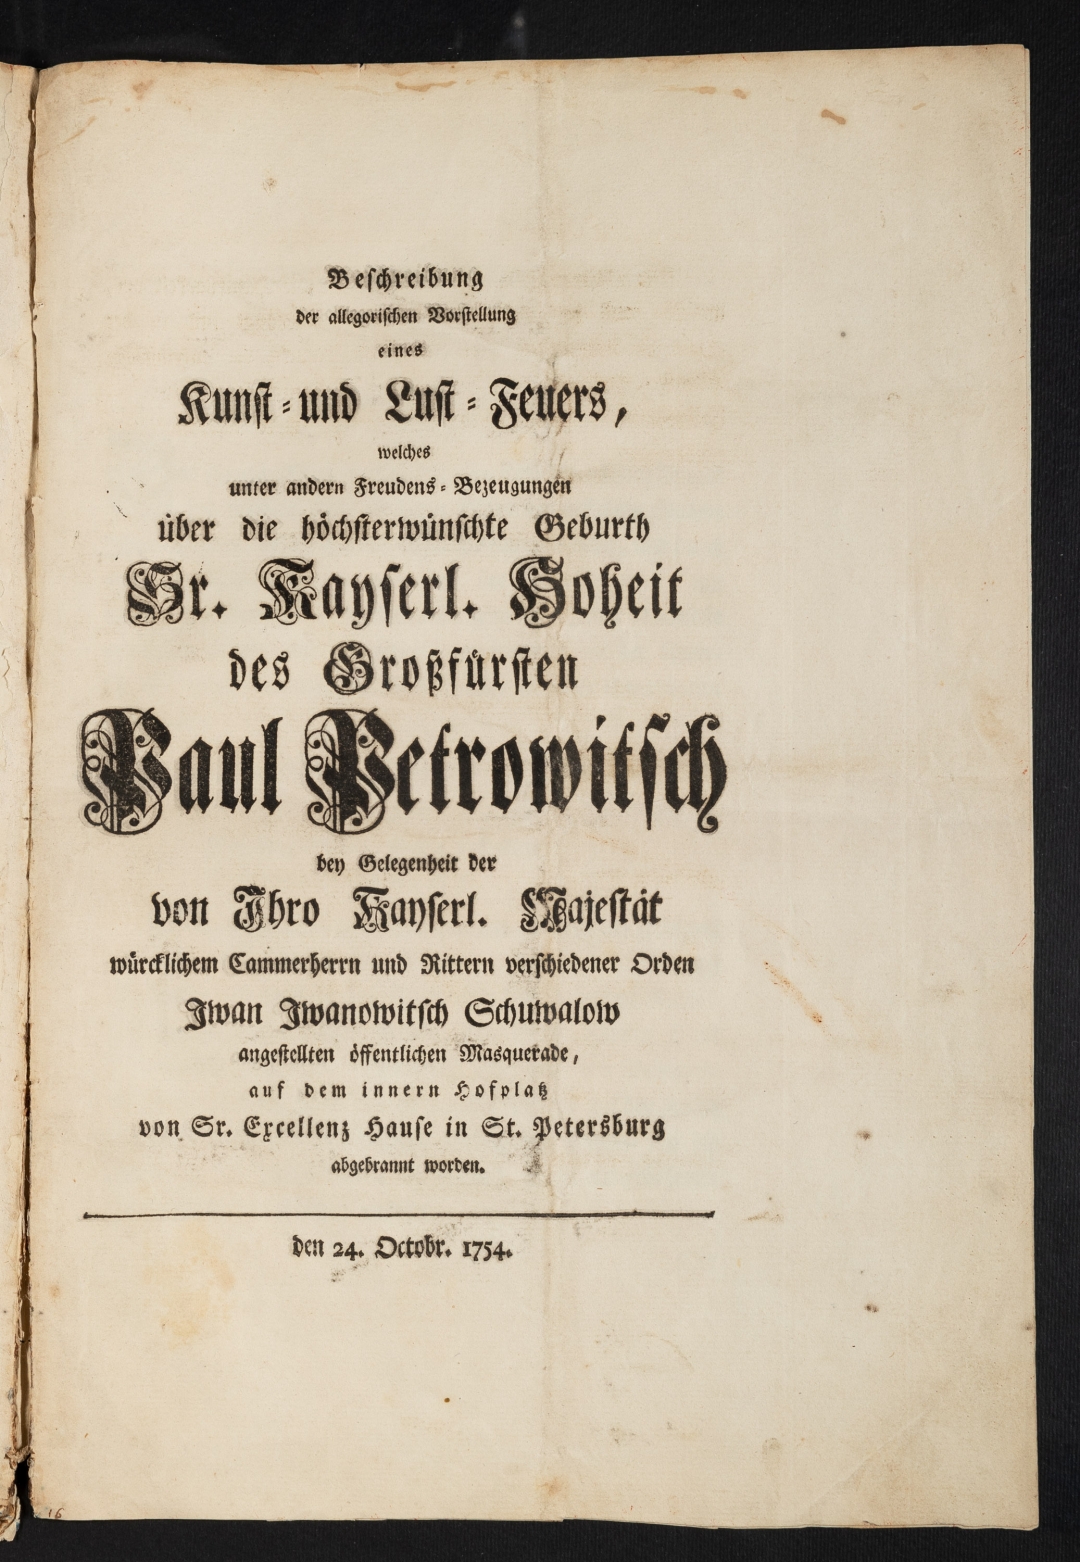 Beschreibung
der allegorischen Vorstellung
eines
Kunst-und Lust-Feuers,
welches
unter andern Freudens-Bezeugungen
über die höchsterwünschte Geburth
Sr. Kayserl. Hoheit
des Großfürsten
Paul Petrowitsch
bey Gelegenheit der
von Ihro Kayserl. Majestät
würcklichem Cammerherrn und Rittern verschiedener Orden
Iwan Iwanowitsch Schuwalow
angestellten öffentlichen Masquerade,
auf dem innern Hofplatz
von Sr. Excellenz Hause in St. Petersburg
abgebrannt worden.
den 24. Octobr. 1754.
16